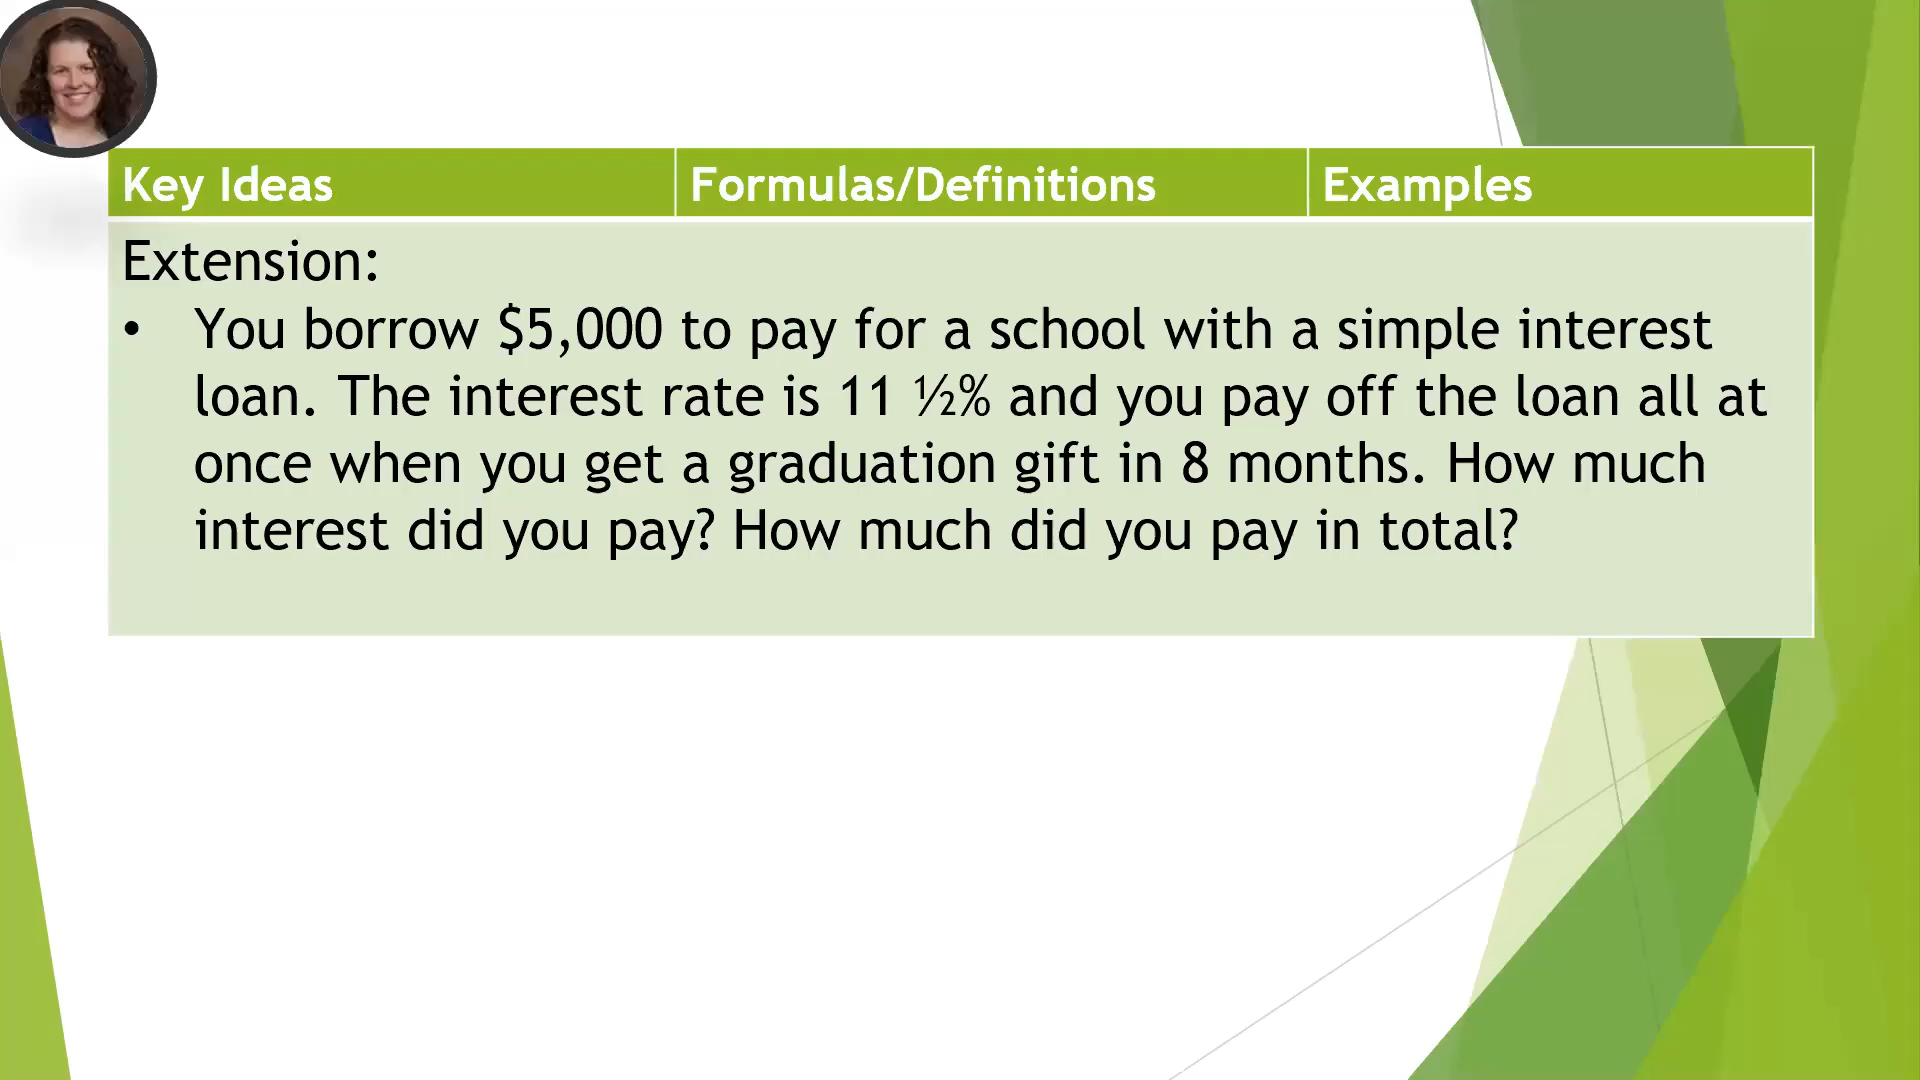 Key Ideas Formulas/Definitions Examples
Extension:
• You borrow $5,000 to pay for a school with a simple interest
loan. The interest rate is 11 ½% and you pay off the loan all at
once when you get a graduation gift in 8 months. How much
interest did you pay? How much did you pay in total?